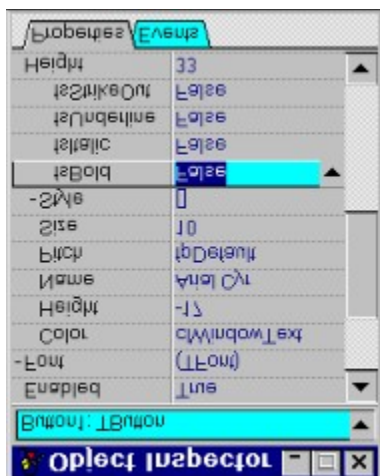 Object Inspector
Button1: TButton
Enabled True
-Font (TFont)
Color clWindowText
Height -17
Name Arial Cyr
Pitch fpDefault
Size 10
-Style []
fsBold False
fsItalic False
fsUnderline False
fsStrikeOut False
Height 33
Properties Events